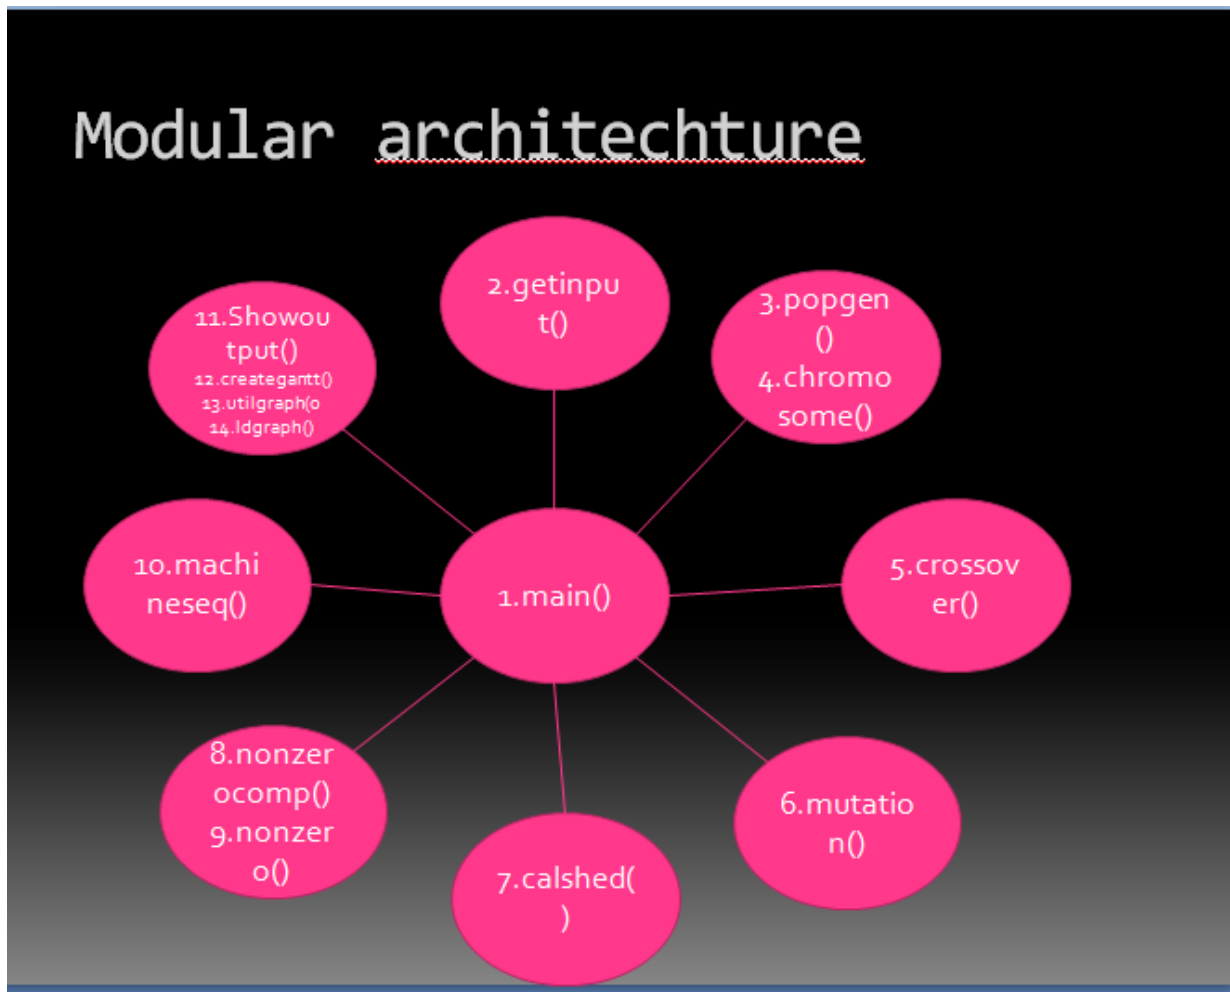 Modular architechture
2.getinpu
t()
3.popgen
()
4.chromo
some()
5.crossov
er()
6.mutatio
n()
7.calshed(
)
8.nonzer
ocomp()
9.nonzer
o()
10.machi
neseq()
11.Showou
tput()
12.creategantt()
13.utilgraph(o
14.ldgraph()
1.main()